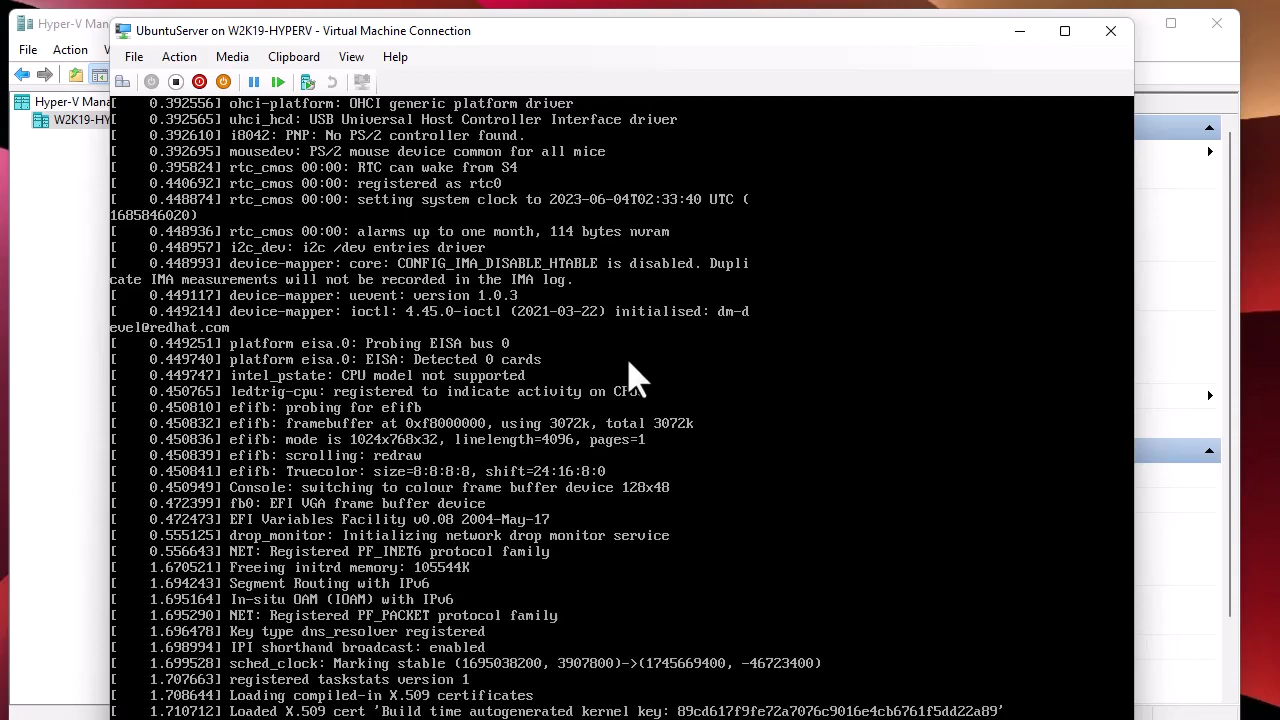 Hyper-V Man
UbuntuServer on W2K19-HYPERV - Virtual Machine Connection
File Action V
File Action Media Clipboard View Help
Hyper-V Mana
W2K19-HY
[    0.392556] ohci-platform: OHCI generic platform driver
[    0.392565] uhci_hcd: USB Universal Host Controller Interface driver
[    0.392610] i8042: PNP: No PS/2 controller found.
[    0.392695] mousedev: PS/2 mouse device common for all mice
[    0.395824] rtc_cmos 00:00: RTC can wake from S4
[    0.440692] rtc_cmos 00:00: registered as rtc0
[    0.448874] rtc_cmos 00:00: setting system clock to 2023-06-04T02:33:40 UTC (
1685846020)
[    0.448936] rtc_cmos 00:00: alarms up to one month, 114 bytes nvram
[    0.448957] i2c_dev: i2c /dev entries driver
[    0.448993] device-mapper: core: CONFIG_IMA_DISABLE_HTABLE is disabled. Dupli
cate IMA measurements will not be recorded in the IMA log.
[    0.449117] device-mapper: uevent: version 1.0.3
[    0.449214] device-mapper: ioctl: 4.45.0-ioctl (2021-03-22) initialised: dm-d
evel@redhat.com
[    0.449251] platform eisa.0: Probing EISA bus 0
[    0.449740] platform eisa.0: EISA: Detected 0 cards
[    0.449747] intel_pstate: CPU model not supported
[    0.450765] ledtrig-cpu: registered to indicate activity on CPUs
[    0.450810] efifb: probing for efifb
[    0.450832] efifb: framebuffer at 0xf8000000, using 3072k, total 3072k
[    0.450836] efifb: mode is 1024x768x32, linelength=4096, pages=1
[    0.450839] efifb: scrolling: redraw
[    0.450841] efifb: Truecolor: size=8:8:8:8, shift=24:16:8:0
[    0.450949] Console: switching to colour frame buffer device 128x48
[    0.472399] fb0: EFI VGA frame buffer device
[    0.472473] EFI Variables Facility v0.08 2004-May-17
[    0.555125] drop_monitor: Initializing network drop monitor service
[    0.556643] NET: Registered PF_INET6 protocol family
[    1.670521] Freeing initrd memory: 105544K
[    1.694243] Segment Routing with IPv6
[    1.695164] In-situ OAM (IOAM) with IPv6
[    1.695290] NET: Registered PF_PACKET protocol family
[    1.696478] Key type dns_resolver registered
[    1.698994] IPI shorthand broadcast: enabled
[    1.699528] sched_clock: Marking stable (1695038200, 3907800)->(1745669400, -46723400)
[    1.707663] registered taskstats version 1
[    1.708644] Loading compiled-in X.509 certificates
[    1.710712] Loaded X.509 cert 'Build time autogenerated kernel key: 89cd617f9fe72a7076c9016e4cb6761f5dd22a89'